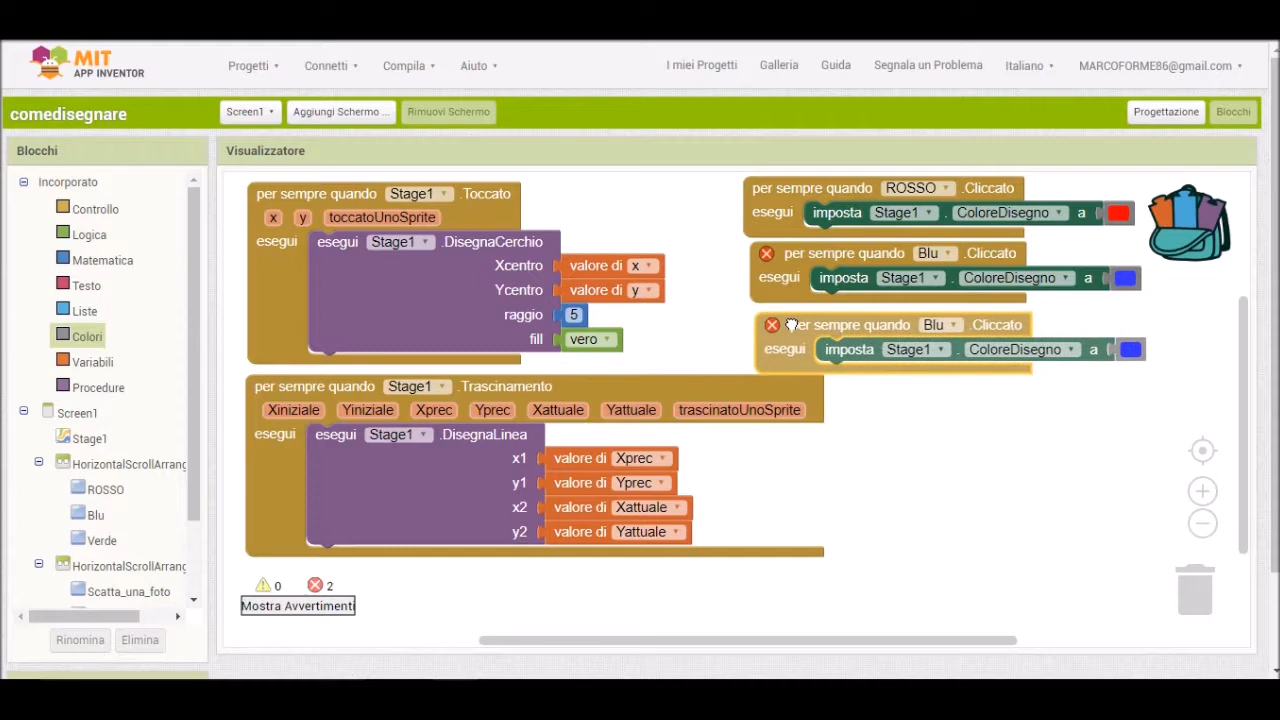 MIT
APP INVENTOR
Progetti
Connetti
Compila
Aiuto
I miei Progetti
Galleria
Guida
Segnala un Problema
Italiano
MARCOFORME86@gmail.com
comedisegnare
Screen1
Aggiungi Schermo ...
Rimuovi Schermo
Progettazione
Blocchi
Blocchi
Incorporato
Controllo
Logica
Matematica
Testo
Liste
Colori
Variabili
Procedure
Screen1
Stage1
HorizontalScrollArrang
ROSSO
Blu
Verde
HorizontalScrollArrang
Scatta_una_foto
Rinomina
Elimina
Visualizzatore
per sempre quando Stage1 .Toccato
x y toccatoUnoSprite
esegui esegui Stage1 .DisegnaCerchio
Xcentro valore di x
Ycentro valore di y
raggio 5
fill vero
per sempre quando Stage1 .Trascinamento
Xiniziale Yiniziale Xprec Yprec Xattuale Yattuale trascinatoUnoSprite
esegui esegui Stage1 .DisegnaLinea
x1 valore di Xprec
y1 valore di Yprec
x2 valore di Xattuale
y2 valore di Yattuale
per sempre quando ROSSO .Cliccato
esegui imposta Stage1 . ColoreDisegno a
per sempre quando Blu .Cliccato
esegui imposta Stage1 . ColoreDisegno a
per sempre quando Blu .Cliccato
esegui imposta Stage1 . ColoreDisegno a
0 2
Mostra Avvertimenti